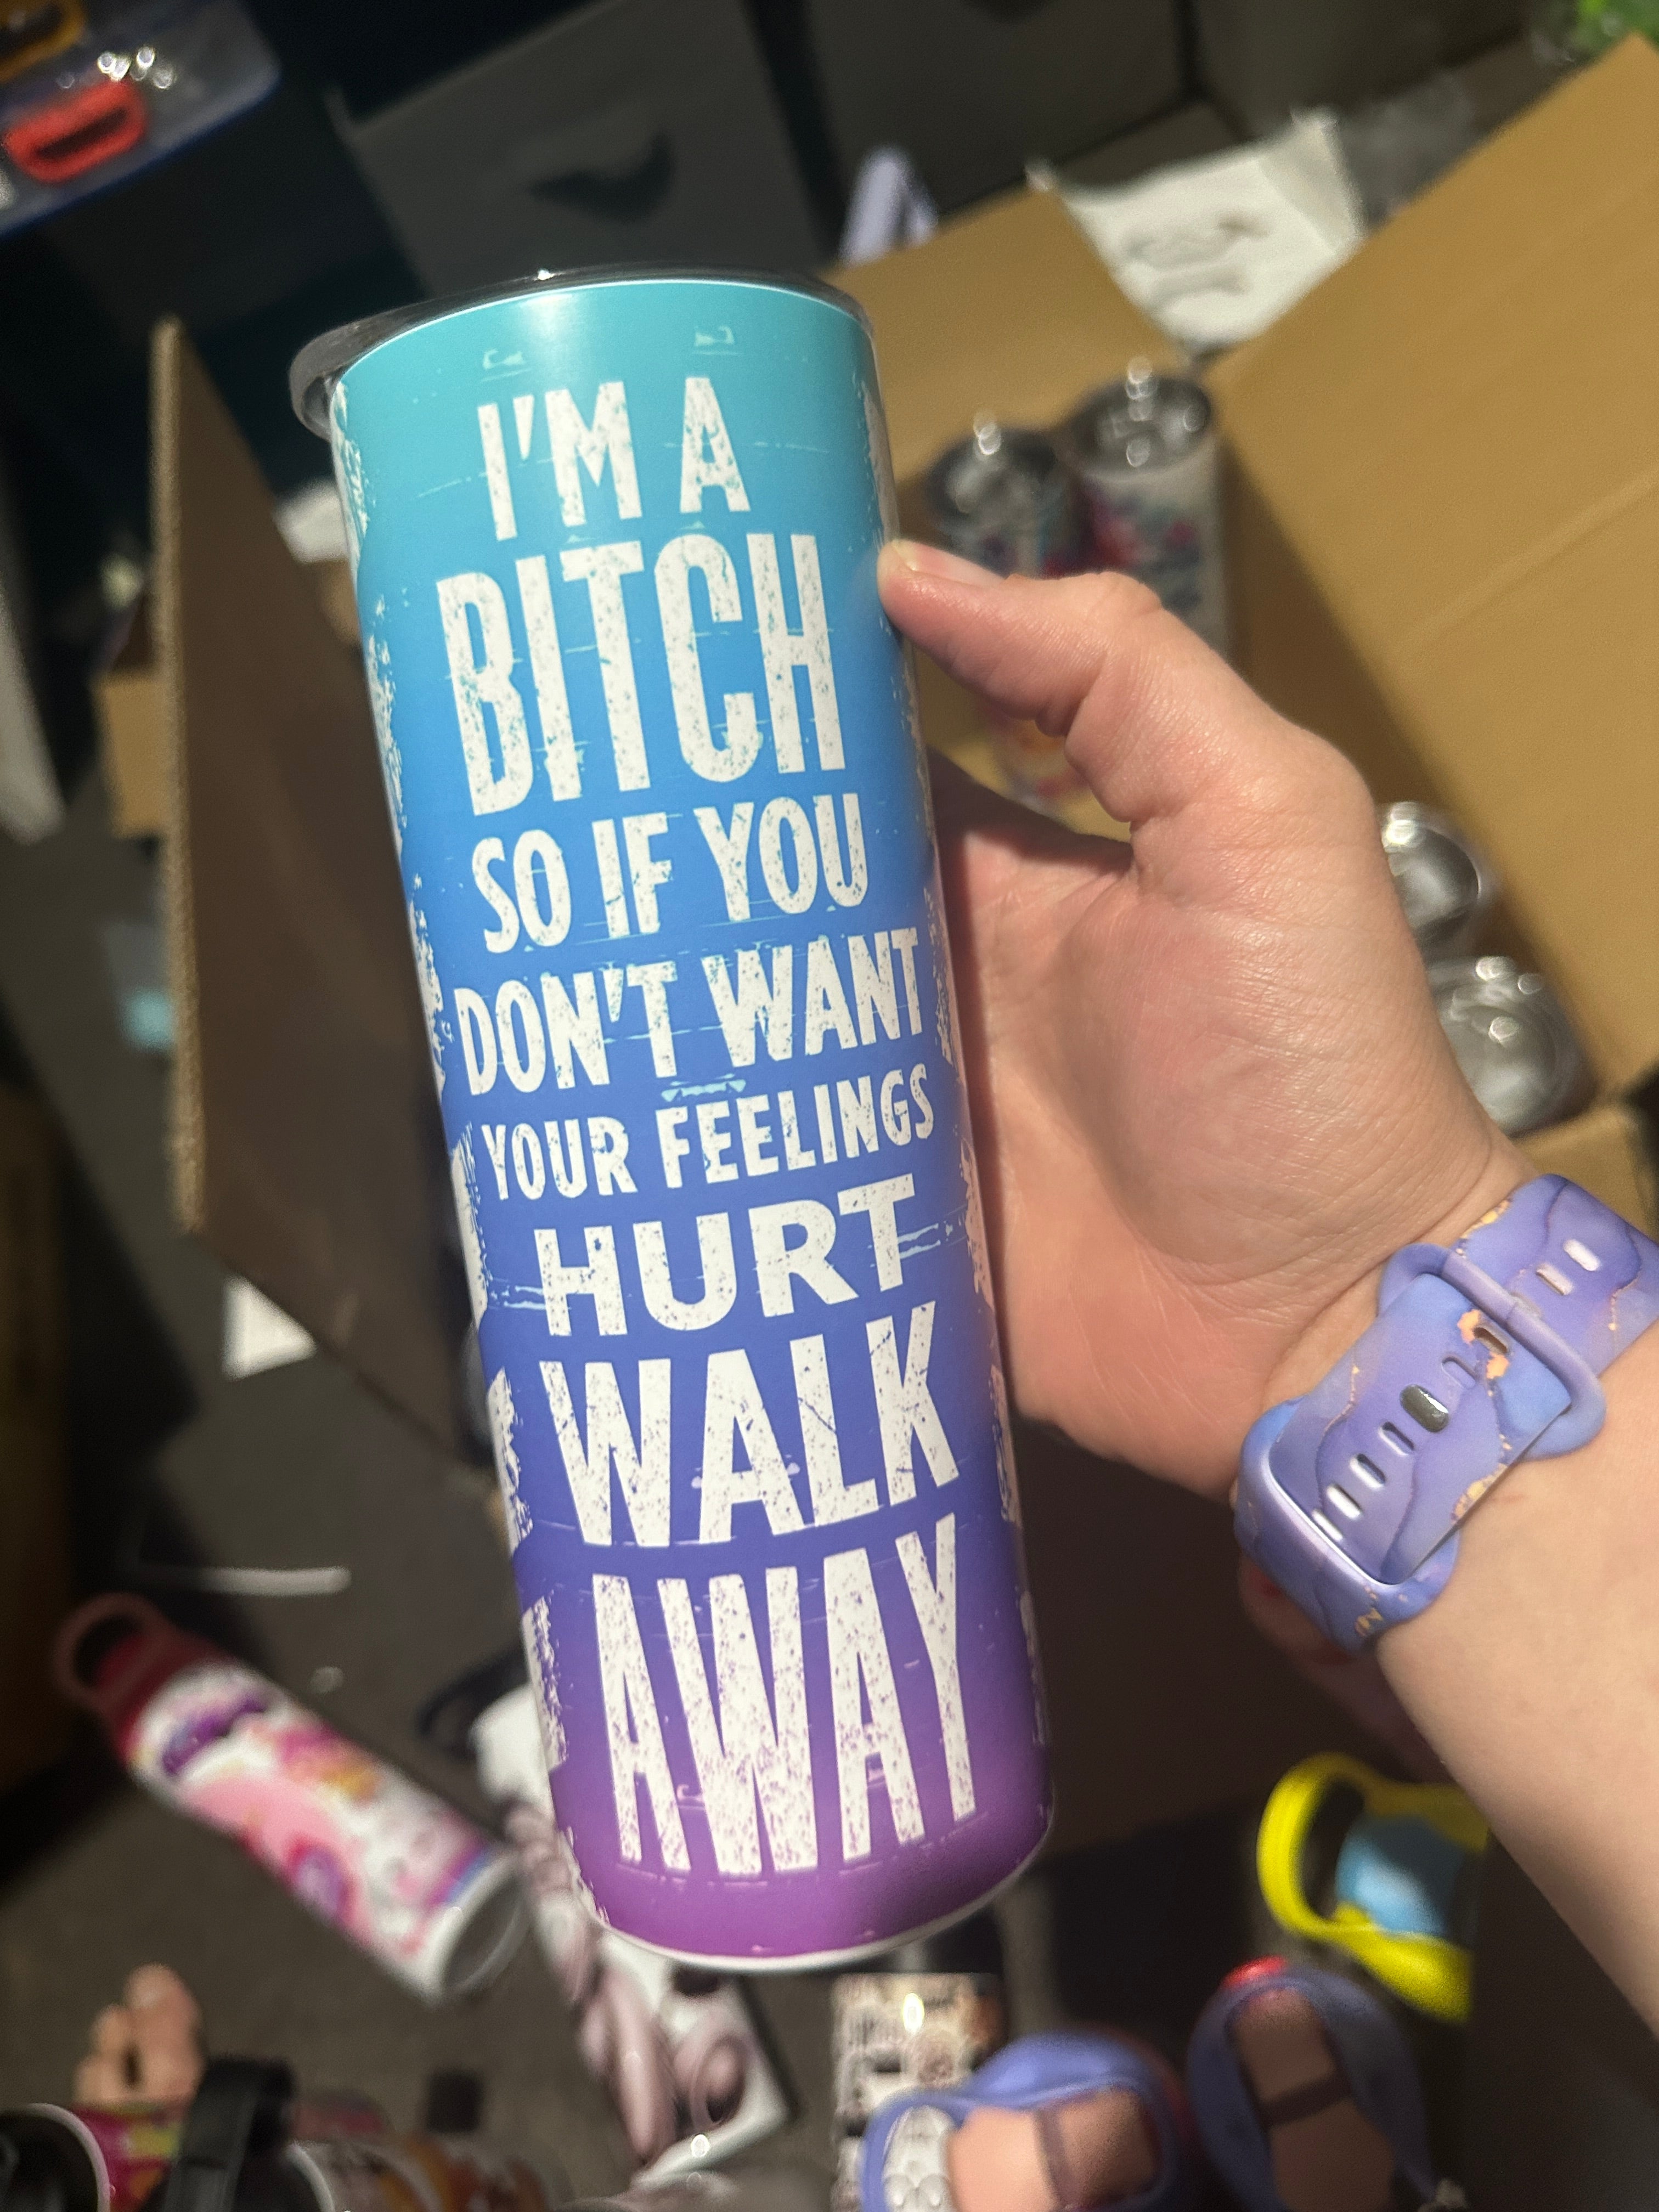 I'M A
BITCH
SO IF YOU
DON'T WANT
YOUR FEELINGS
HURT
WALK
AWAY